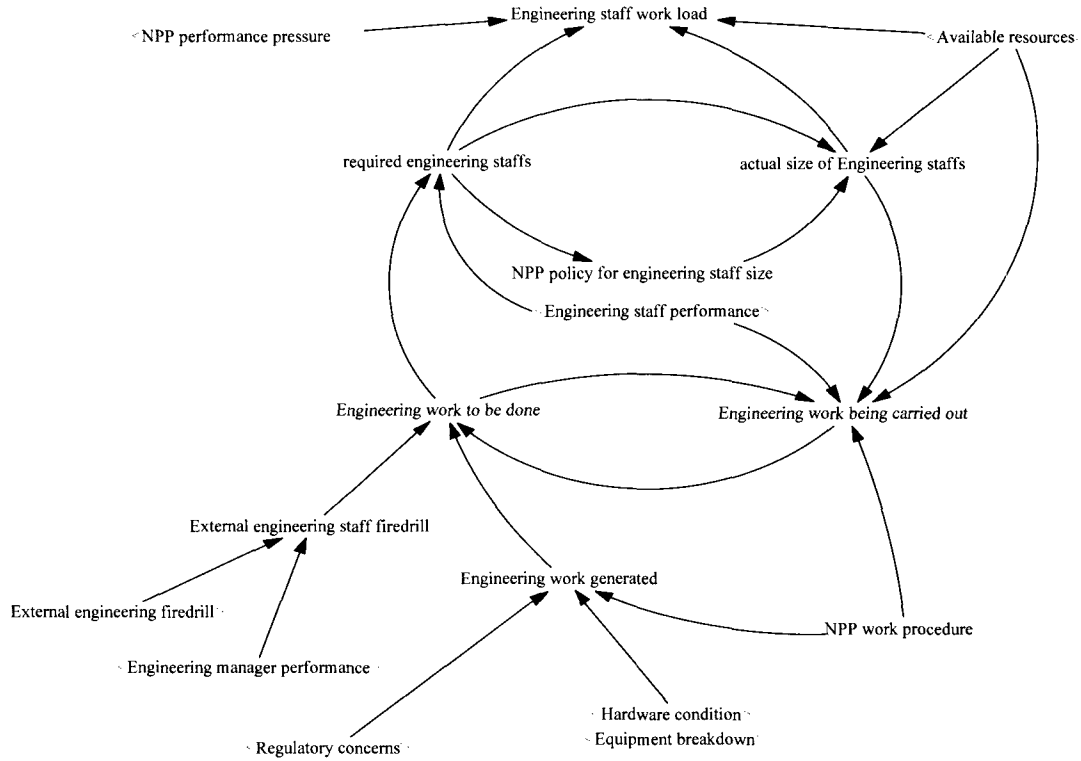 Engineering staff work load
NPP performance pressure
Available resources
required engineering staffs
actual size of Engineering staffs
NPP policy for engineering staff size
Engineering staff performance
Engineering work to be done
Engineering work being carried out
External engineering staff firedrill
Engineering work generated
External engineering firedrill
NPP work procedure
Engineering manager performance
Hardware condition
Equipment breakdown
Regulatory concerns